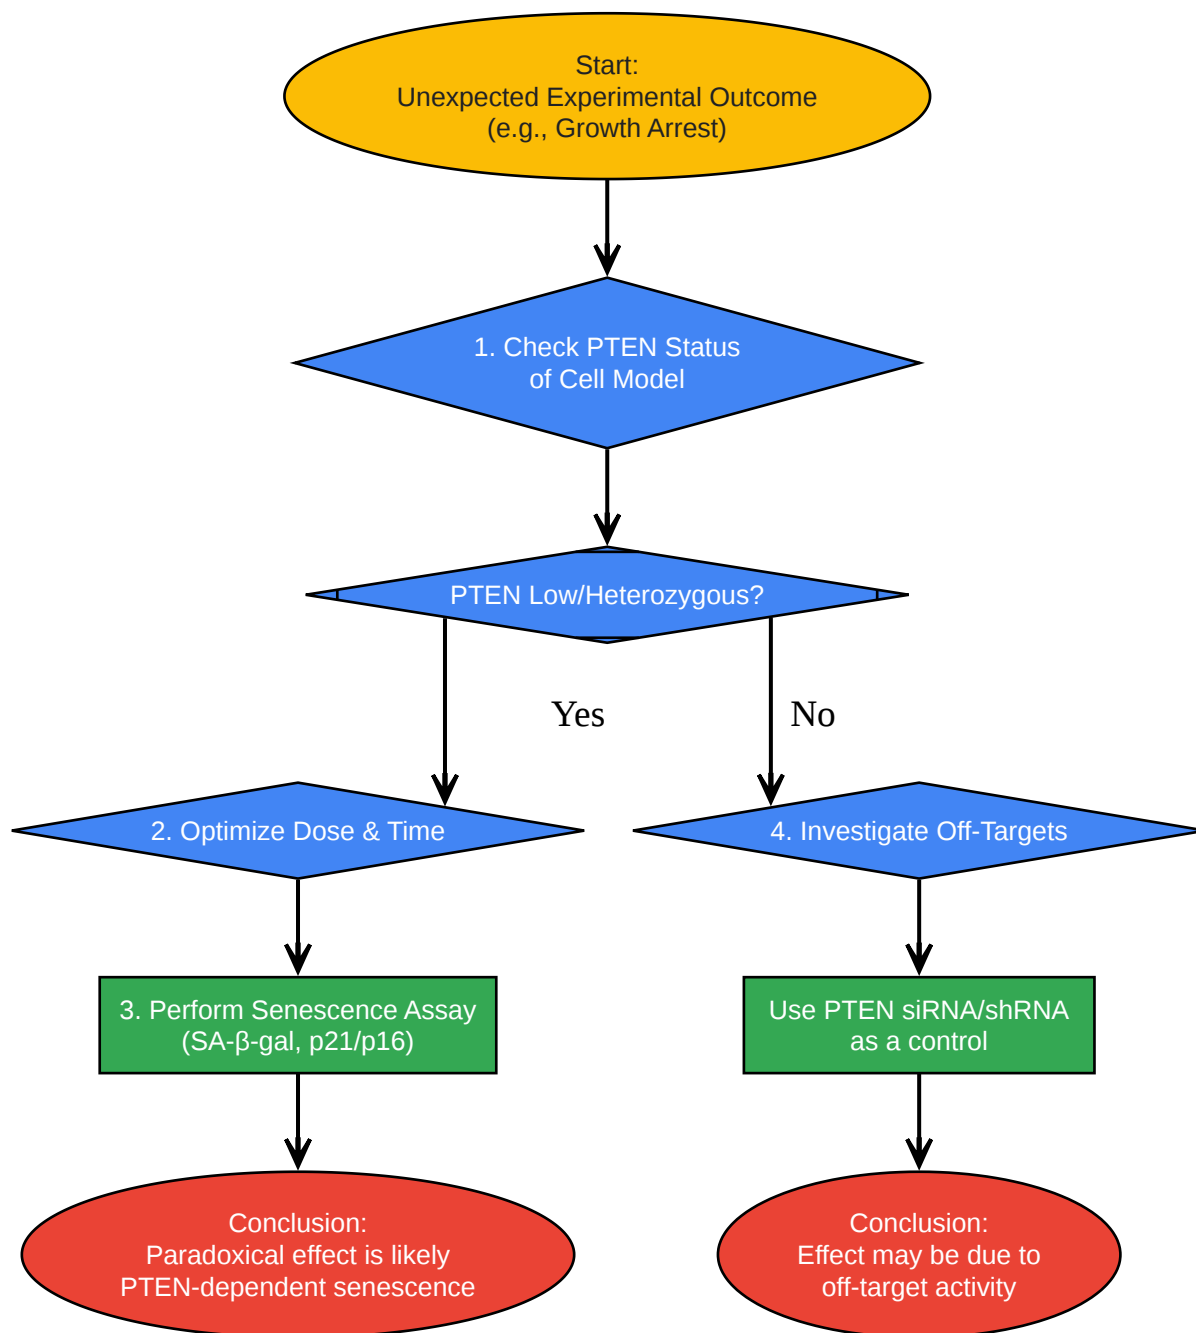 Start:
Unexpected Experimental Outcome
(e.g., Growth Arrest)
1. Check PTEN Status
of Cell Model
PTEN Low/Heterozygous?
Yes
No
2. Optimize Dose & Time
4. Investigate Off-Targets
3. Perform Senescence Assay
(SA-β-gal, p21/p16)
Use PTEN siRNA/shRNA
as a control
Conclusion:
Paradoxical effect is likely
PTEN-dependent senescence
Conclusion:
Effect may be due to
off-target activity